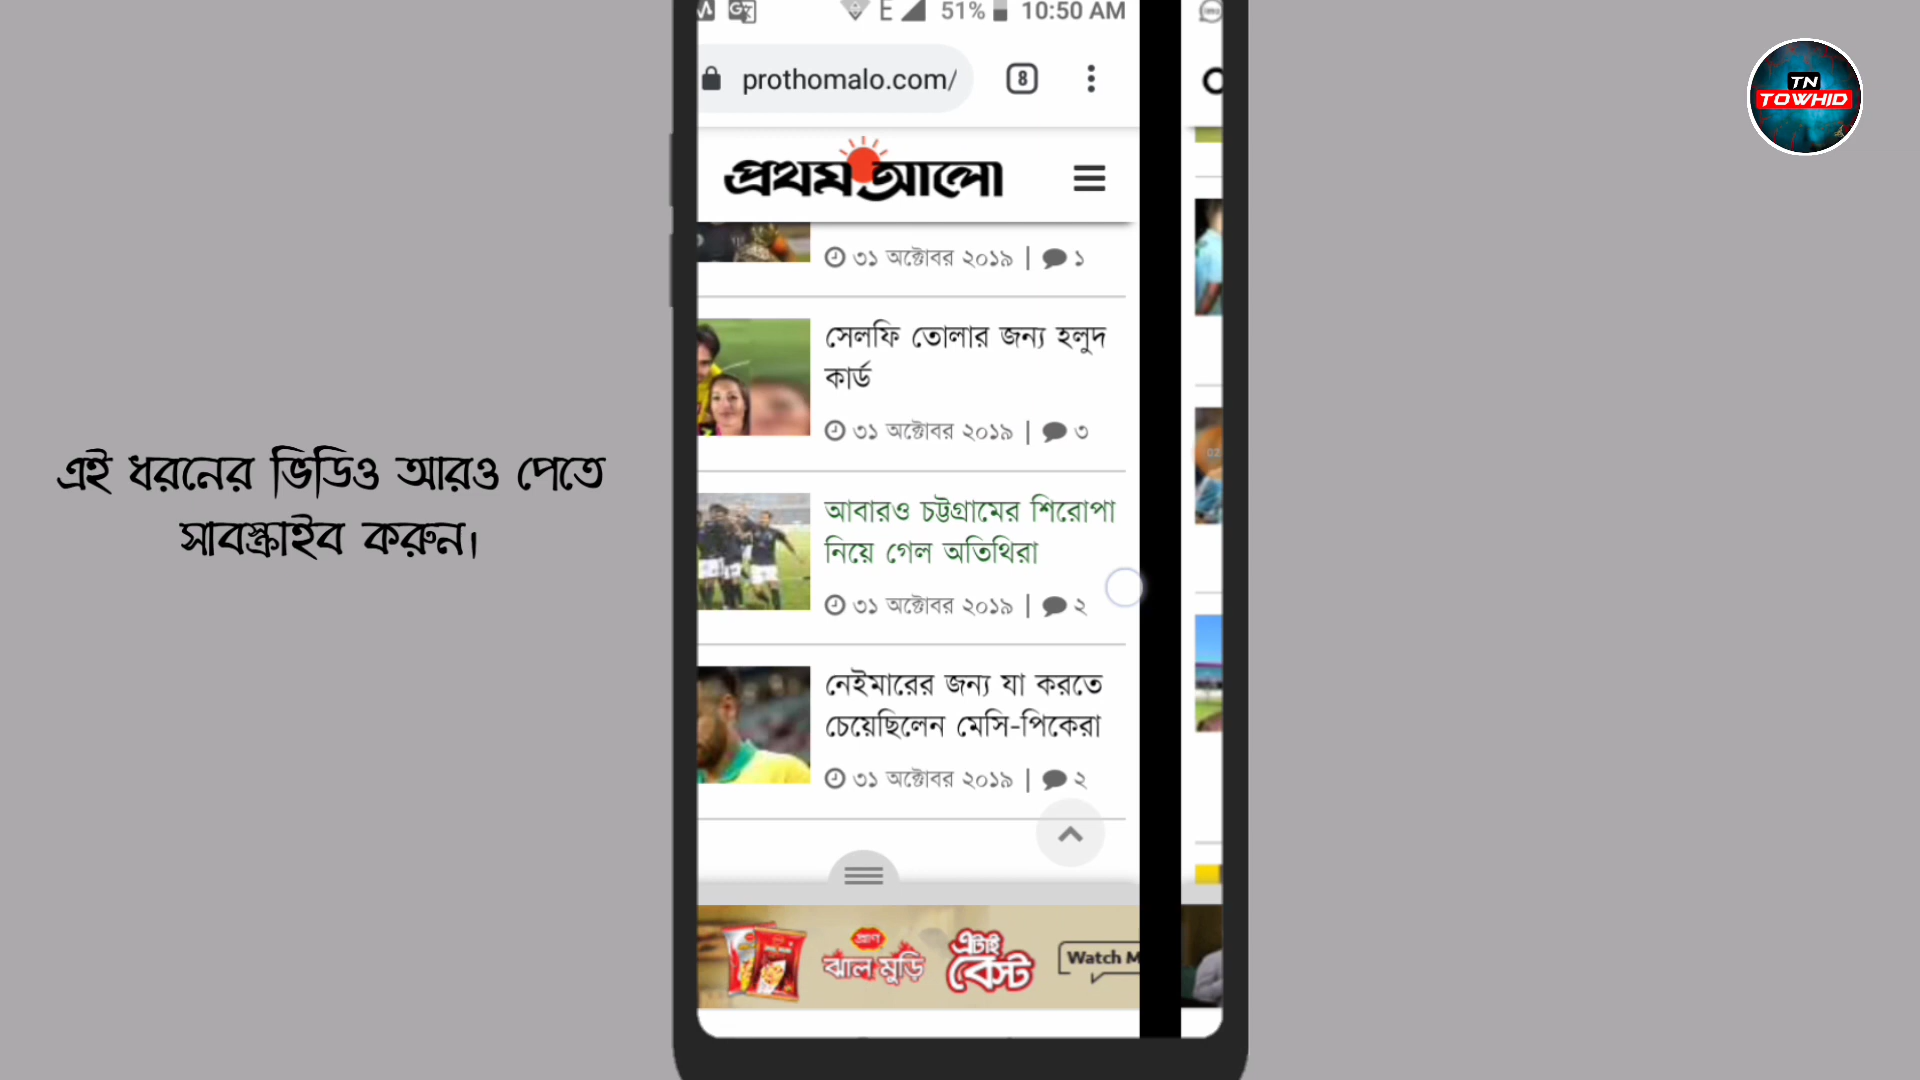 51% 10:50 AM
prothomalo.com/
8
প্রথম আলো
৩১ অক্টোবর ২০১৯ | ১
সেলফি তোলার জন্য হলুদ
কার্ড
৩১ অক্টোবর ২০১৯ | ৩
আবারও চট্টগ্রামের শিরোপা
নিয়ে গেল অতিথিরা
৩১ অক্টোবর ২০১৯ | ২
নেইমারের জন্য যা করতে
চেয়েছিলেন মেসি-পিকেরা
৩১ অক্টোবর ২০১৯ | ২
প্রাণ
ঝাল মুড়ি
এটাই
বেস্ট
Watch M
এই ধরনের ভিডিও আরও পেতে
সাবস্ক্রাইব করুন।
TN
TOWHID